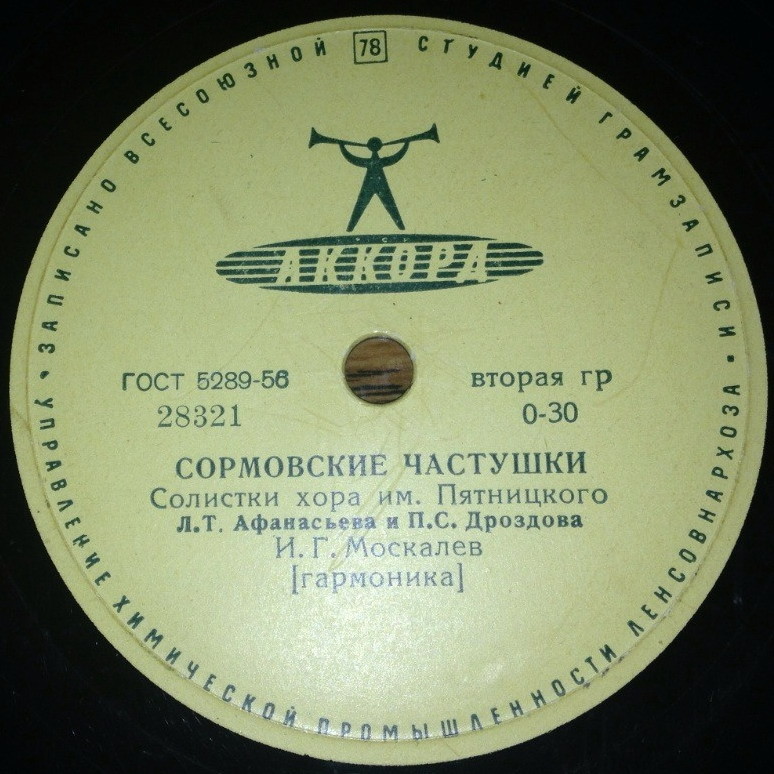 ЗАПИСАНО ВСЕСОЮЗНОЙ 78 СТУДИЕЙ ГРАМЗАПИСИ
АККОРД
ГОСТ 5289-56
вторая гр
28321
0-30
СОРМОВСКИЕ ЧАСТУШКИ
Солистки хора им. Пятницкого
Л.Т. Афанасьева и П.С. Дроздова
И.Г. Москалев
[гармоника]
УПРАВЛЕНИЕ ХИМИЧЕСКОЙ ПРОМЫШЛЕННОСТИ ЛЕНСОВНАРХОЗА